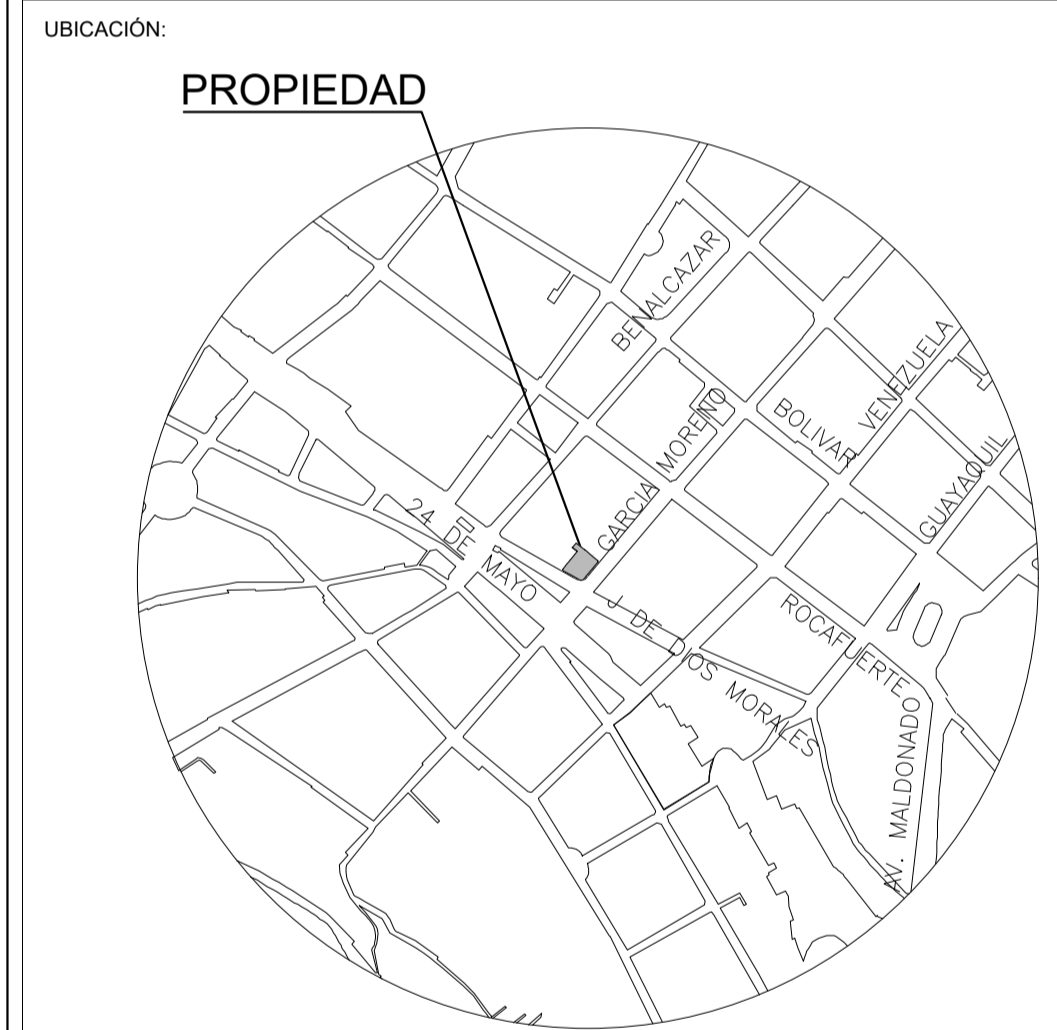 UBICACIÓN:
PROPIEDAD
BENALCAZAR
GARCIA MORENO
BOLIVAR
VENEZUELA
GUAYAQUIL
24 DE MAYO
J DE DIOS MORALES
ROCAFUERTE
AV. MALDONADO